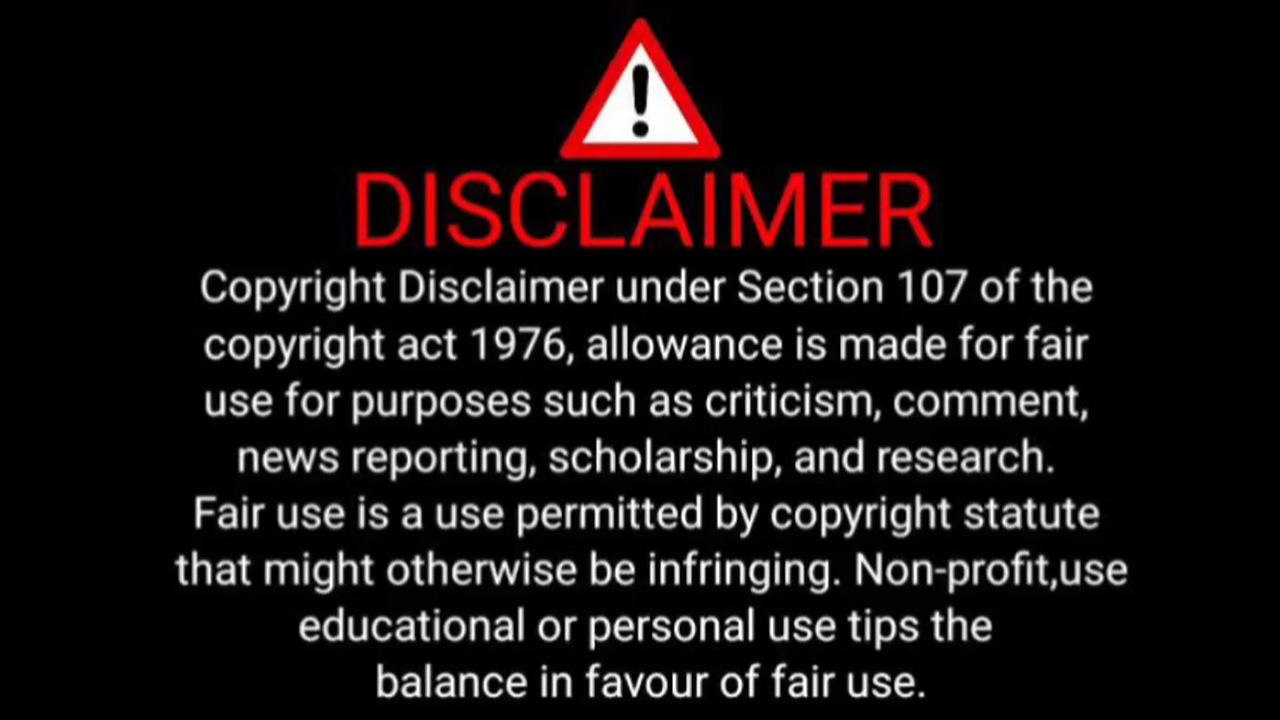 DISCLAIMER
Copyright Disclaimer under Section 107 of the
copyright act 1976, allowance is made for fair
use for purposes such as criticism, comment,
news reporting, scholarship, and research.
Fair use is a use permitted by copyright statute
that might otherwise be infringing. Non-profit,use
educational or personal use tips the
balance in favour of fair use.